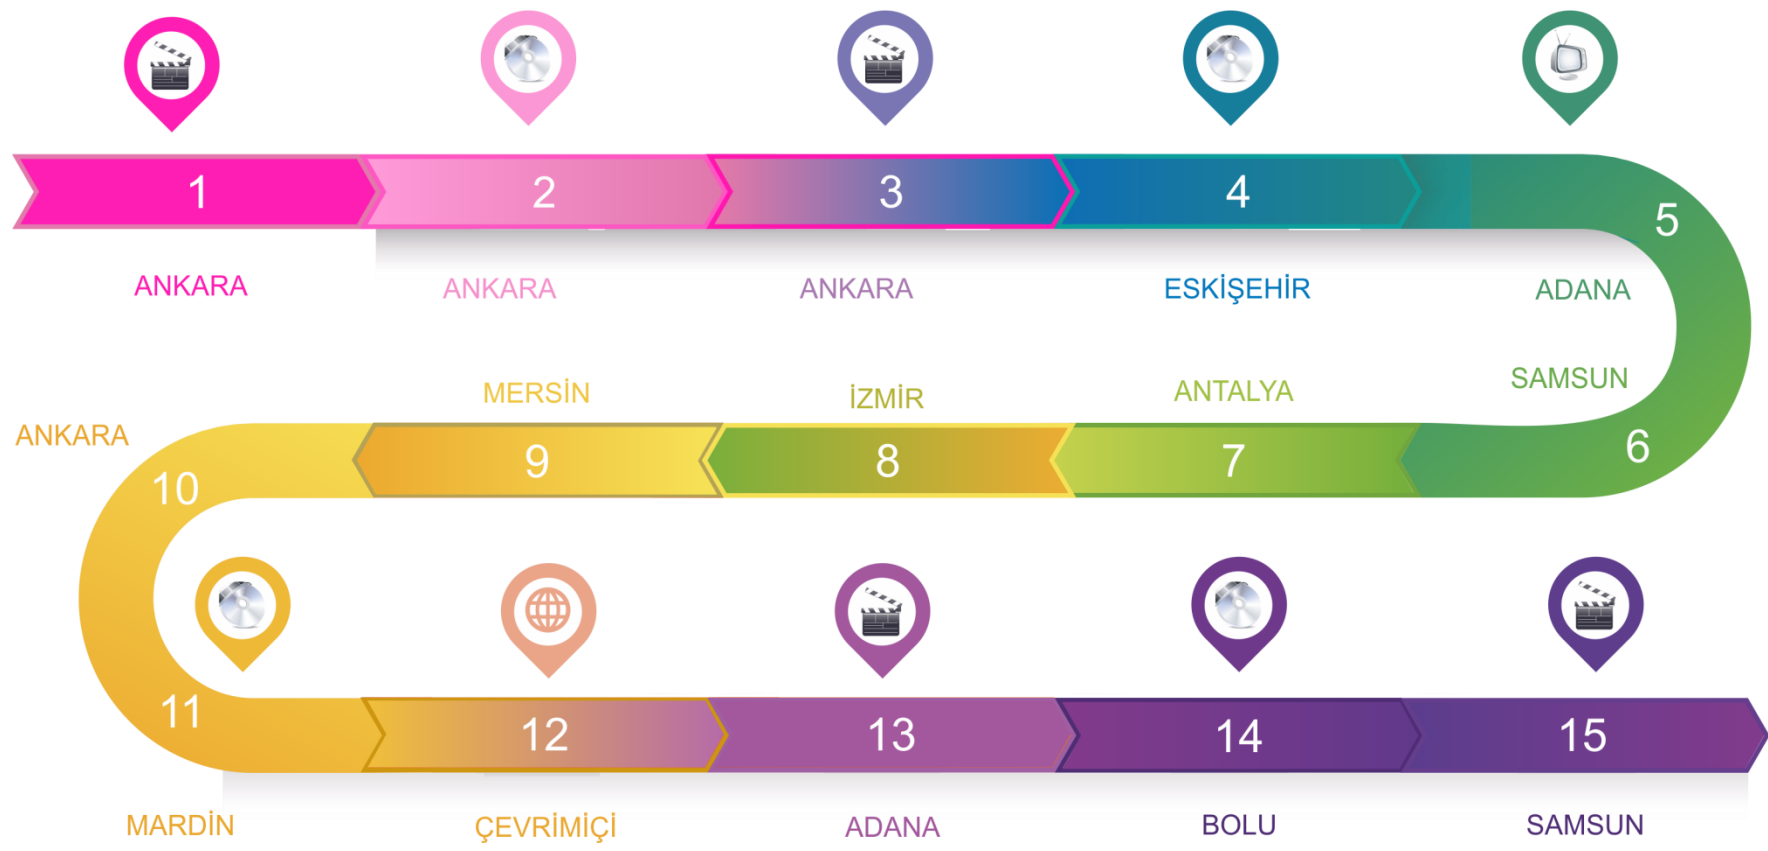 1
2
3
4
5
ANKARA
ANKARA
ANKARA
ESKİŞEHİR
ADANA
SAMSUN
ANTALYA
İZMİR
MERSİN
ANKARA
6
7
8
9
10
11
12
13
14
15
MARDİN
ÇEVRİMİÇİ
ADANA
BOLU
SAMSUN